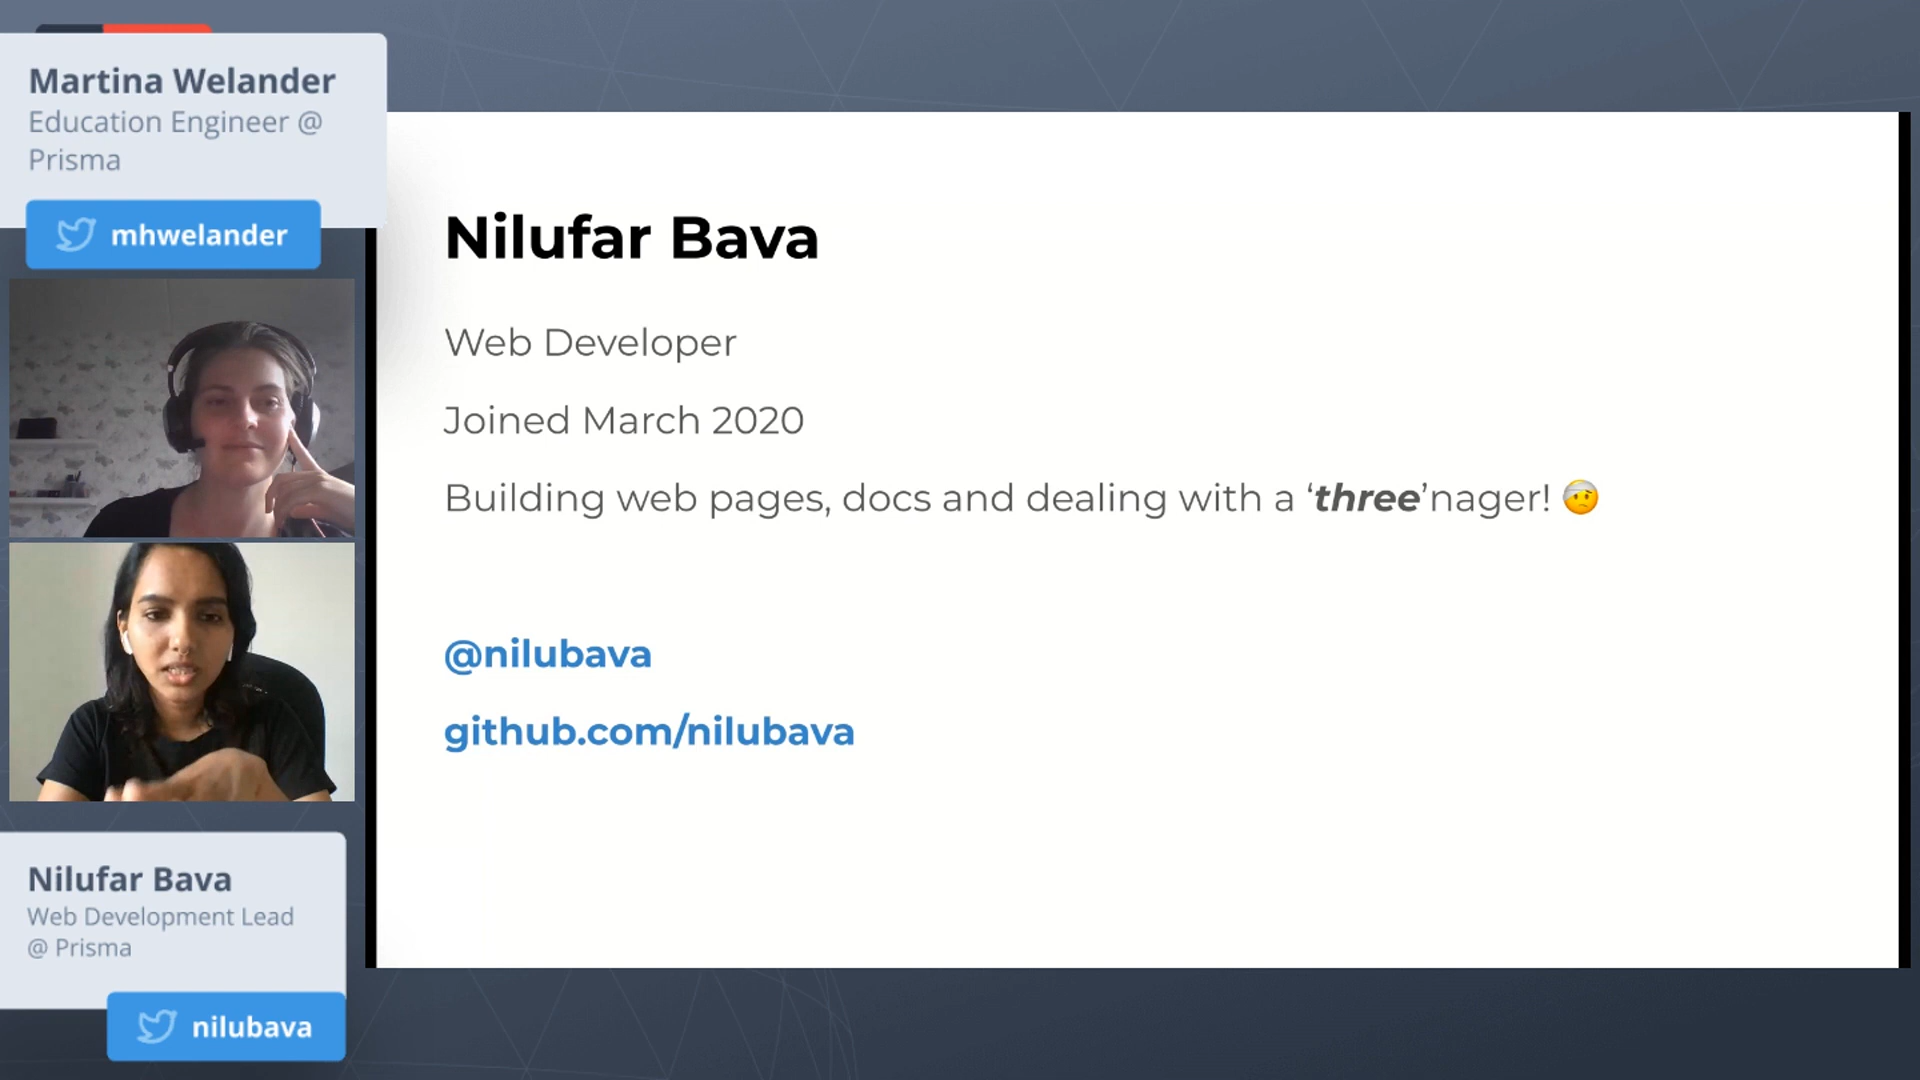 Martina Welander
Education Engineer @
Prisma
mhwelander
Nilufar Bava
Web Developer
Joined March 2020
Building web pages, docs and dealing with a ‘three’nager! 🤕
@nilubava
github.com/nilubava
Nilufar Bava
Web Development Lead
@ Prisma
nilubava